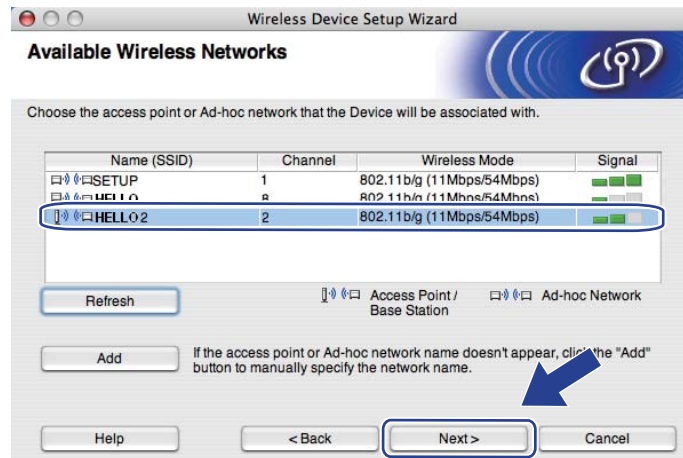 Wireless Device Setup Wizard
Available Wireless Networks
Choose the access point or Ad-hoc network that the Device will be associated with.
Name (SSID) Channel Wireless Mode Signal
SETUP 1 802.11b/g (11Mbps/54Mbps)
HELLO 8 802.11b/g (11Mbps/54Mbps)
HELLO2 2 802.11b/g (11Mbps/54Mbps)
Refresh
Access Point / Base Station
Ad-hoc Network
Add
If the access point or Ad-hoc network name doesn't appear, click the "Add"
button to manually specify the network name.
Help < Back Next > Cancel